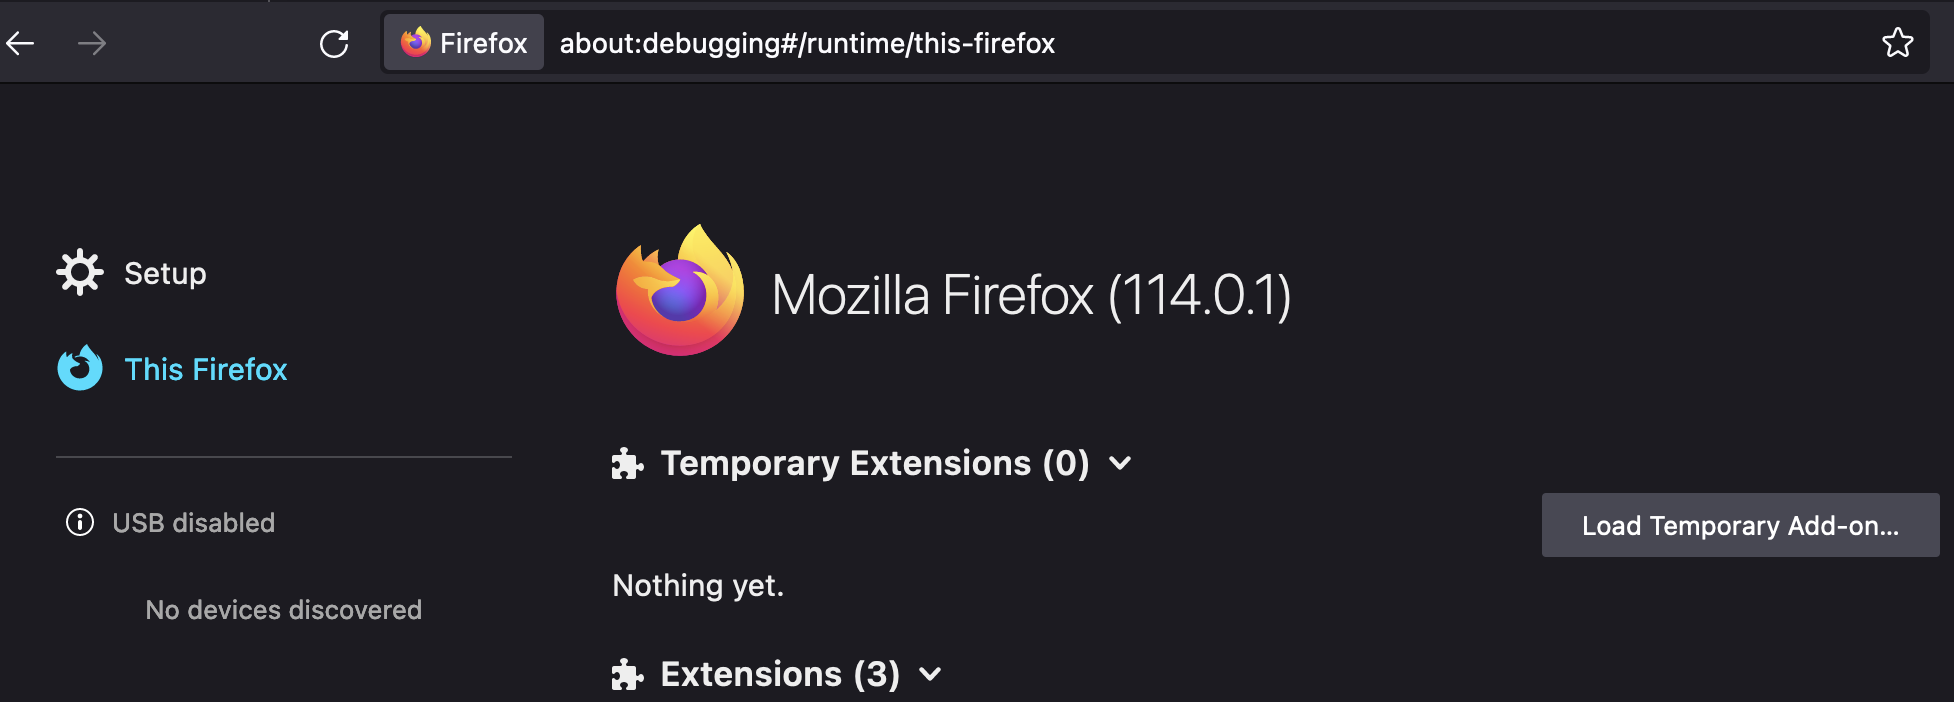 Firefox about:debugging#/runtime/this-firefox
Setup
This Firefox
USB disabled
No devices discovered
Mozilla Firefox (114.0.1)
Temporary Extensions (0)
Load Temporary Add-on...
Nothing yet.
Extensions (3)